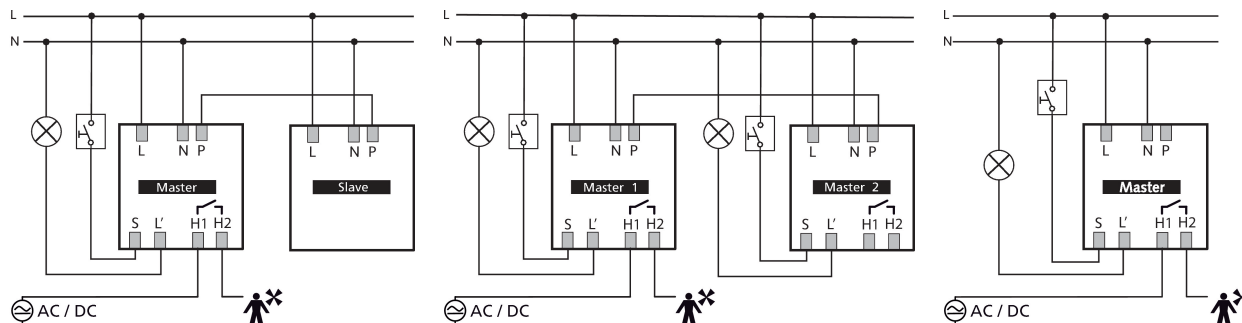 L
N
L N P
Master
S L' H1 H2
AC / DC
L N P
Slave
L
N
L N P
Master 1
S L' H1 H2
AC / DC
L N P
Master 2
S L' H1 H2
L
N
L N P
Master
S L' H1 H2
AC / DC